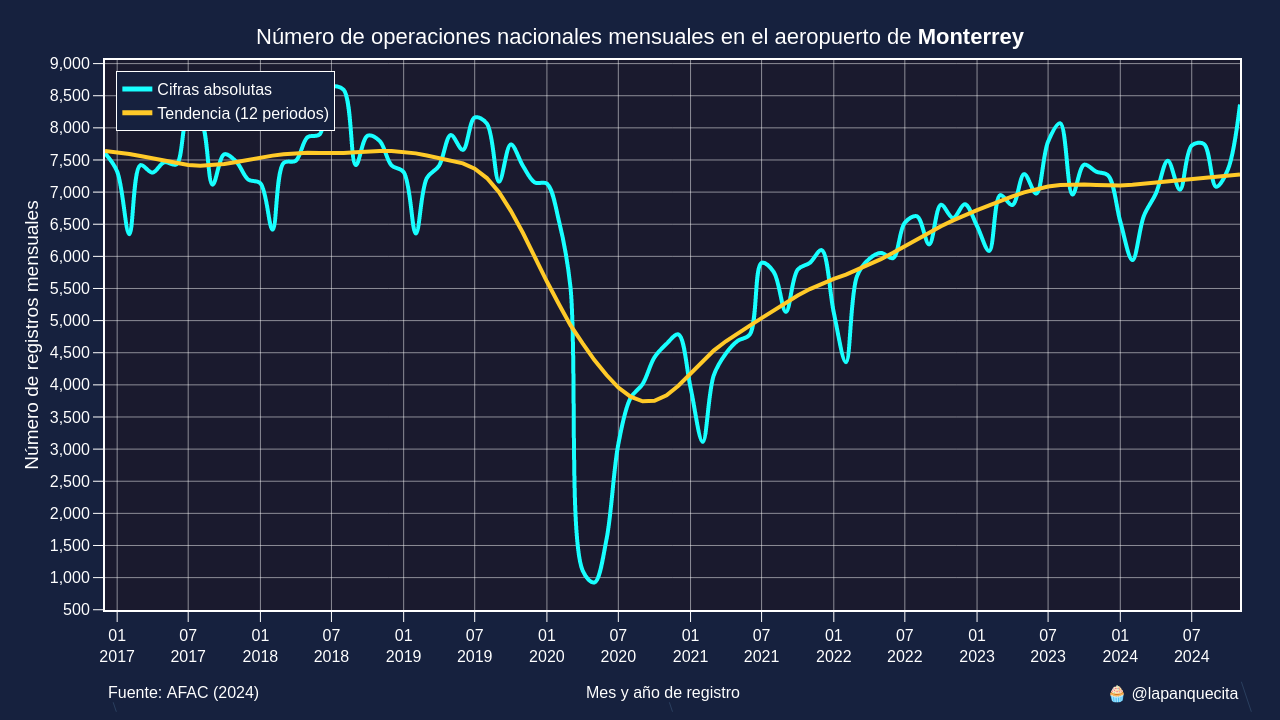 Número de operaciones nacionales mensuales en el aeropuerto de Monterrey
Número de registros mensuales
9,000
8,500
8,000
7,500
7,000
6,500
6,000
5,500
5,000
4,500
4,000
3,500
3,000
2,500
2,000
1,500
1,000
500
Cifras absolutas
Tendencia (12 periodos)
01 07 01 07 01 07 01 07 01 07 01 07 01 07 01 07
2017 2017 2018 2018 2019 2019 2020 2020 2021 2021 2022 2022 2023 2023 2024 2024
Fuente: AFAC (2024) Mes y año de registro 🧁 @lapanquecita